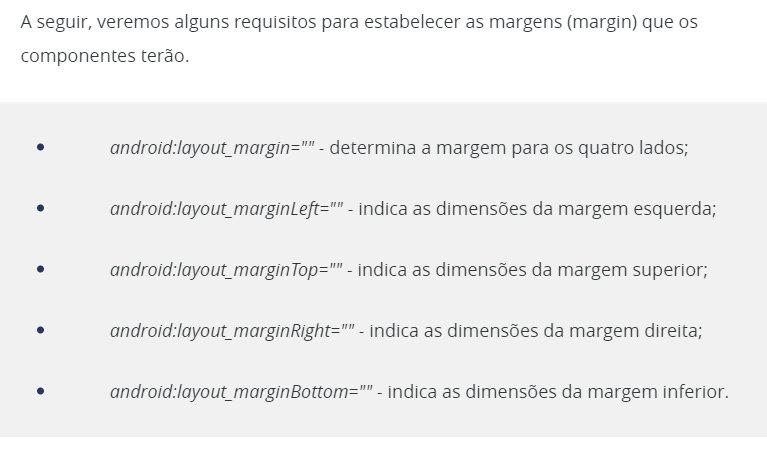 A seguir, veremos alguns requisitos para estabelecer as margens (margin) que os
componentes terão.
• android:layout_margin="" - determina a margem para os quatro lados;
• android:layout_marginLeft="" - indica as dimensões da margem esquerda;
• android:layout_marginTop="" - indica as dimensões da margem superior;
• android:layout_marginRight="" - indica as dimensões da margem direita;
• android:layout_marginBottom="" - indica as dimensões da margem inferior.